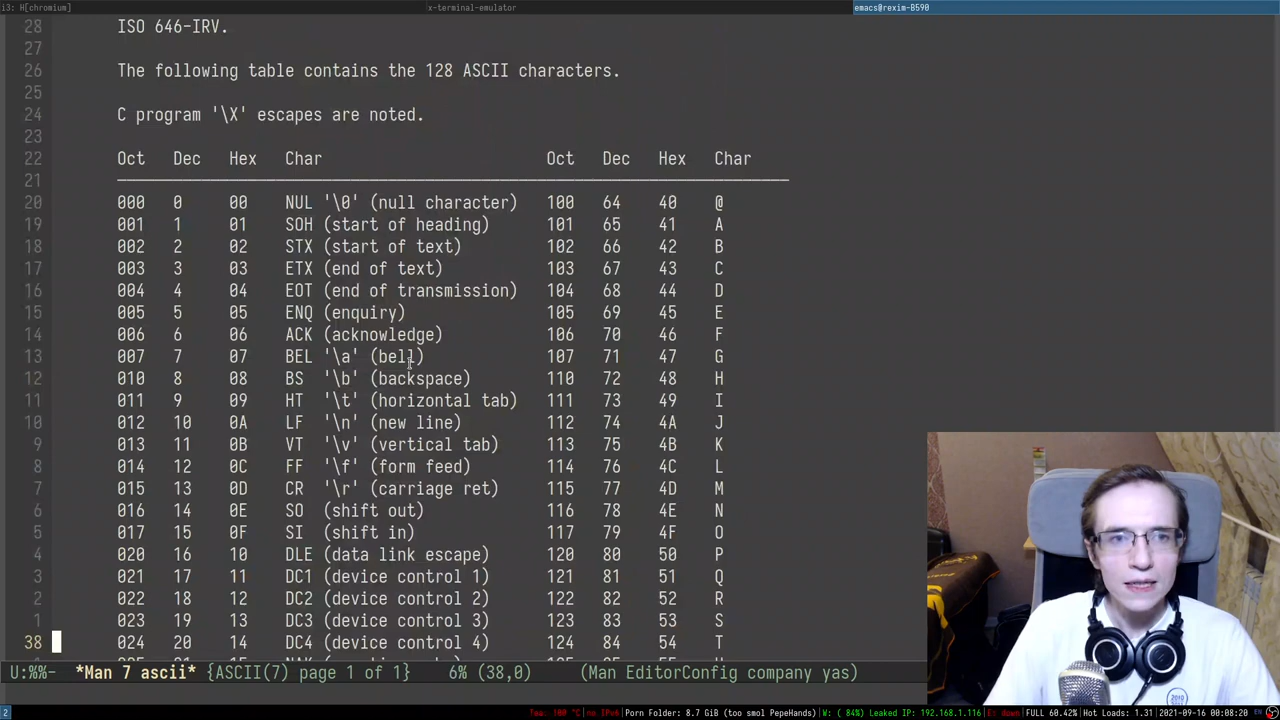 i3: H[chromium] x-terminal-emulator emacs@rexim-B590
28 ISO 646-IRV.
27
26 The following table contains the 128 ASCII characters.
25
24 C program '\X' escapes are noted.
23
22 Oct Dec Hex Char Oct Dec Hex Char
21
20 000 0 00 NUL '\0' (null character) 100 64 40 @
19 001 1 01 SOH (start of heading) 101 65 41 A
18 002 2 02 STX (start of text) 102 66 42 B
17 003 3 03 ETX (end of text) 103 67 43 C
16 004 4 04 EOT (end of transmission) 104 68 44 D
15 005 5 05 ENQ (enquiry) 105 69 45 E
14 006 6 06 ACK (acknowledge) 106 70 46 F
13 007 7 07 BEL '\a' (bell) 107 71 47 G
12 010 8 08 BS '\b' (backspace) 110 72 48 H
11 011 9 09 HT '\t' (horizontal tab) 111 73 49 I
10 012 10 0A LF '\n' (new line) 112 74 4A J
9 013 11 0B VT '\v' (vertical tab) 113 75 4B K
8 014 12 0C FF '\f' (form feed) 114 76 4C L
7 015 13 0D CR '\r' (carriage ret) 115 77 4D M
6 016 14 0E SO (shift out) 116 78 4E N
5 017 15 0F SI (shift in) 117 79 4F O
4 020 16 10 DLE (data link escape) 120 80 50 P
3 021 17 11 DC1 (device control 1) 121 81 51 Q
2 022 18 12 DC2 (device control 2) 122 82 52 R
1 023 19 13 DC3 (device control 3) 123 83 53 S
38 024 20 14 DC4 (device control 4) 124 84 54 T
U:%%- *Man 7 ascii* {ASCII(7) page 1 of 1} 6% (38,0) (Man EditorConfig company yas)
2 Tea: 100 °C|no IPv6|Porn Folder: 8.7 GiB (too smol PepeHands)|W: ( 84%) Leaked IP: 192.168.1.116|E: down|FULL 60.42%|Hot Loads: 1.31|2021-09-16 00:08:20